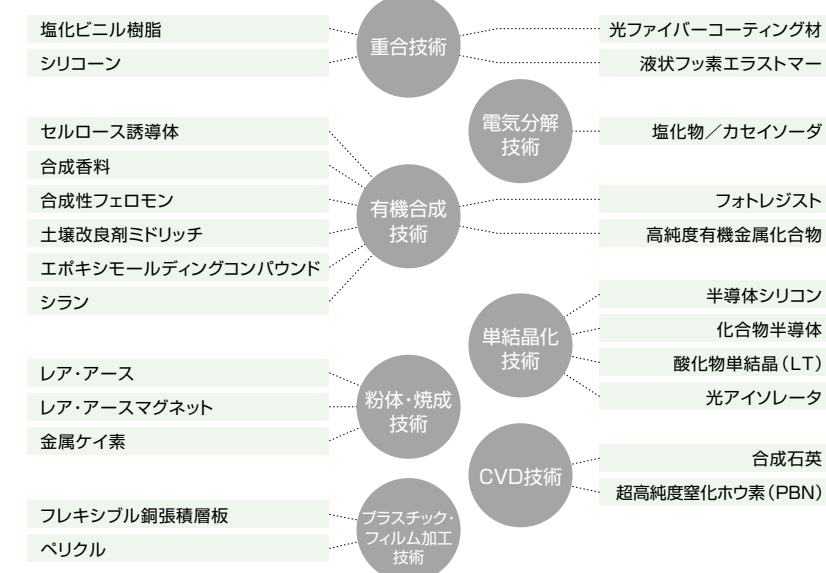 塩化ビニル樹脂
シリコーン
重合技術
光ファイバーコーティング材
液状フッ素エラストマー
電気分解
技術
塩化物／カセイソーダ
セルロース誘導体
合成香料
合成性フェロモン
土壌改良剤ミドリッチ
エポキシモールディングコンパウンド
シラン
有機合成
技術
フォトレジスト
高純度有機金属化合物
単結晶化
技術
半導体シリコン
化合物半導体
酸化物単結晶（LT）
光アイソレータ
レア・アース
レア・アースマグネット
金属ケイ素
粉体・焼成
技術
CVD技術
合成石英
超高純度窒化ホウ素（PBN）
フレキシブル銅張積層板
ペリクル
プラスチック・
フィルム加工
技術